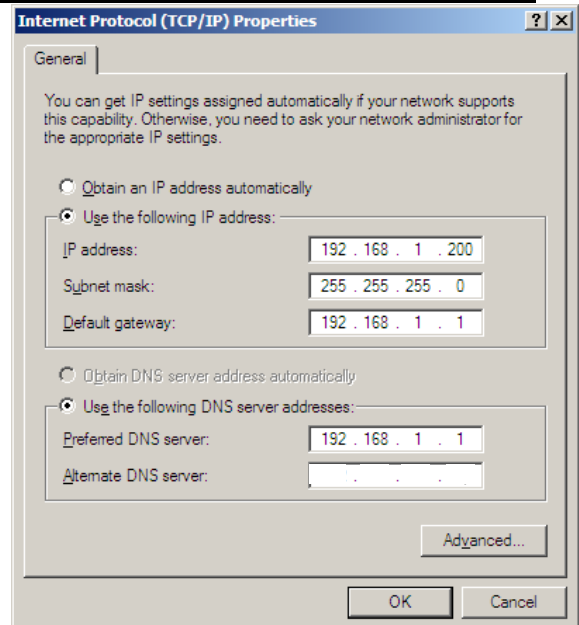 Internet Protocol (TCP/IP) Properties
General
You can get IP settings assigned automatically if your network supports
this capability. Otherwise, you need to ask your network administrator for
the appropriate IP settings.
Obtain an IP address automatically
Use the following IP address:
IP address: 192 . 168 . 1 . 200
Subnet mask: 255 . 255 . 255 . 0
Default gateway: 192 . 168 . 1 . 1
Obtain DNS server address automatically
Use the following DNS server addresses:
Preferred DNS server: 192 . 168 . 1 . 1
Alternate DNS server: . . .
Advanced...
OK Cancel